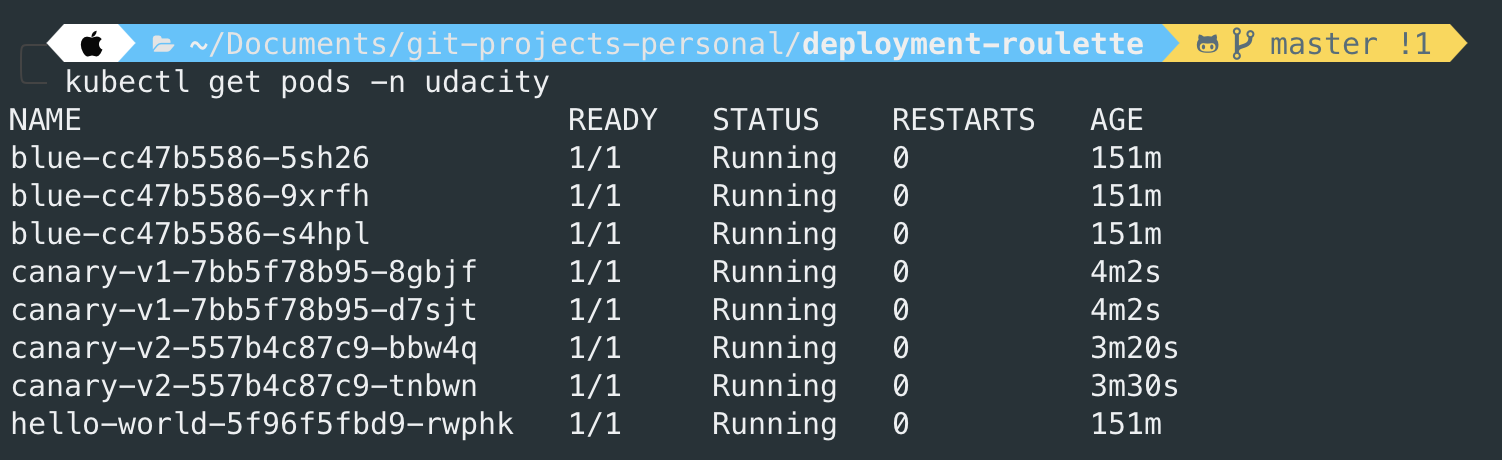 ~/Documents/git-projects-personal/deployment-roulette master !1
kubectl get pods -n udacity
NAME READY STATUS RESTARTS AGE
blue-cc47b5586-5sh26 1/1 Running 0 151m
blue-cc47b5586-9xrfh 1/1 Running 0 151m
blue-cc47b5586-s4hpl 1/1 Running 0 151m
canary-v1-7bb5f78b95-8gbjf 1/1 Running 0 4m2s
canary-v1-7bb5f78b95-d7sjt 1/1 Running 0 4m2s
canary-v2-557b4c87c9-bbw4q 1/1 Running 0 3m20s
canary-v2-557b4c87c9-tnbwn 1/1 Running 0 3m30s
hello-world-5f96f5fbd9-rwphk 1/1 Running 0 151m